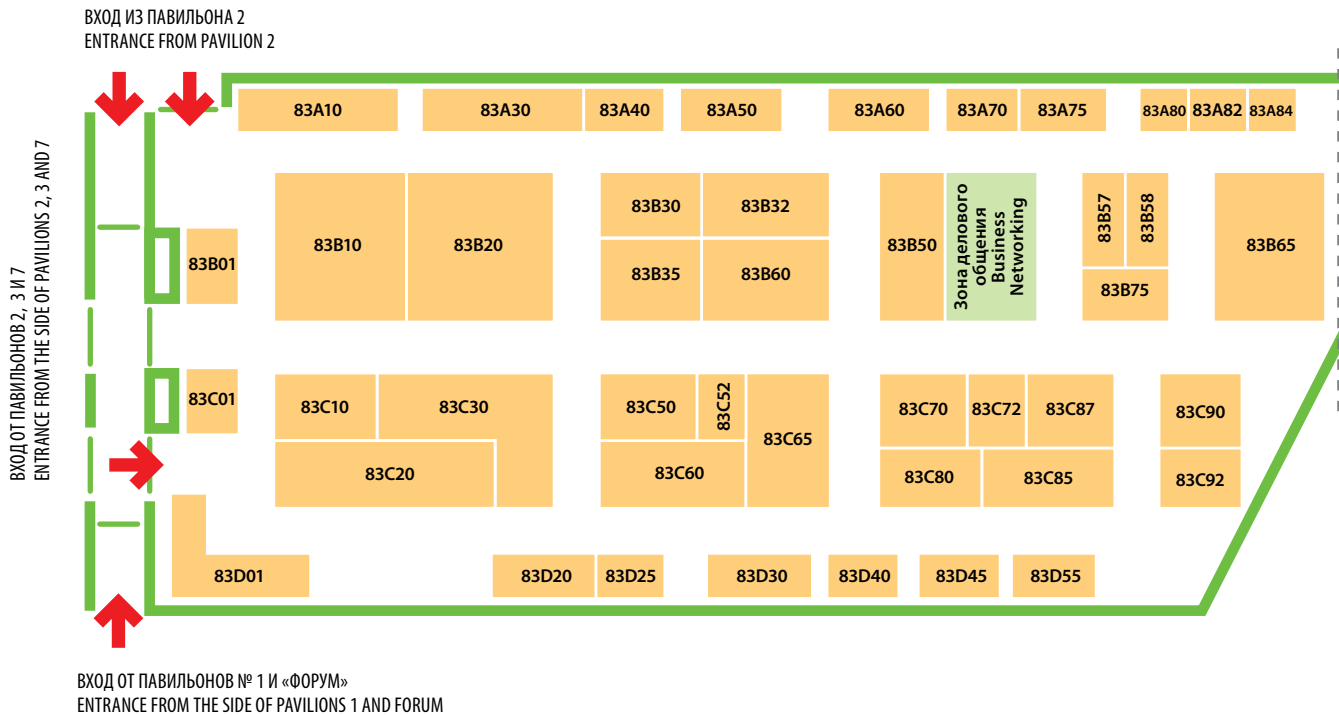 ВХОД ИЗ ПАВИЛЬОНА 2
ENTRANCE FROM PAVILION 2
ВХОД ОТ ПАВИЛЬОНОВ 2, 3 И 7
ENTRANCE FROM THE SIDE OF PAVILIONS 2, 3 AND 7
83A10
83A30
83A40
83A50
83A60
83A70
83A75
83A80
83A82
83A84
83B01
83B10
83B20
83B30
83B32
83B35
83B60
83B50
Зона делового
общения
Business
Networking
83B57
83B58
83B75
83B65
83C01
83C10
83C30
83C20
83C50
83C52
83C65
83C60
83C70
83C72
83C87
83C80
83C85
83C90
83C92
83D01
83D20
83D25
83D30
83D40
83D45
83D55
ВХОД ОТ ПАВИЛЬОНОВ № 1 И «ФОРУМ»
ENTRANCE FROM THE SIDE OF PAVILIONS 1 AND FORUM